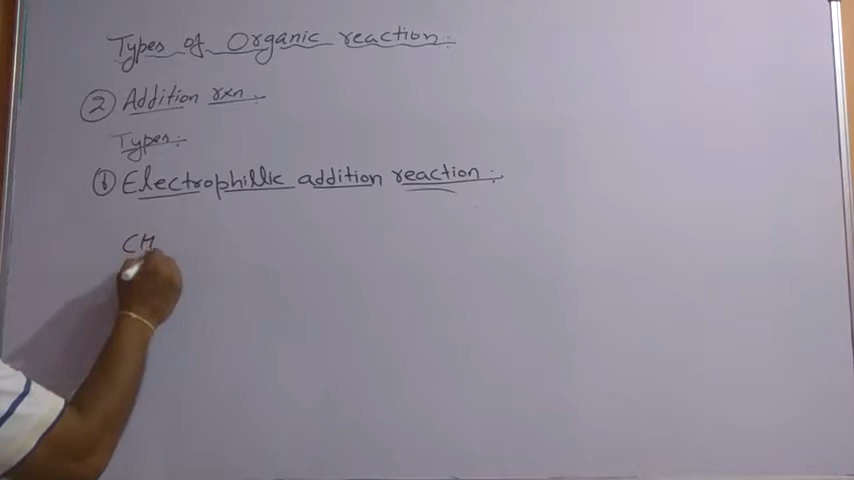 Types of Organic reaction:
② Addition rxn:
Types:
① Electrophillic addition reaction:
CH